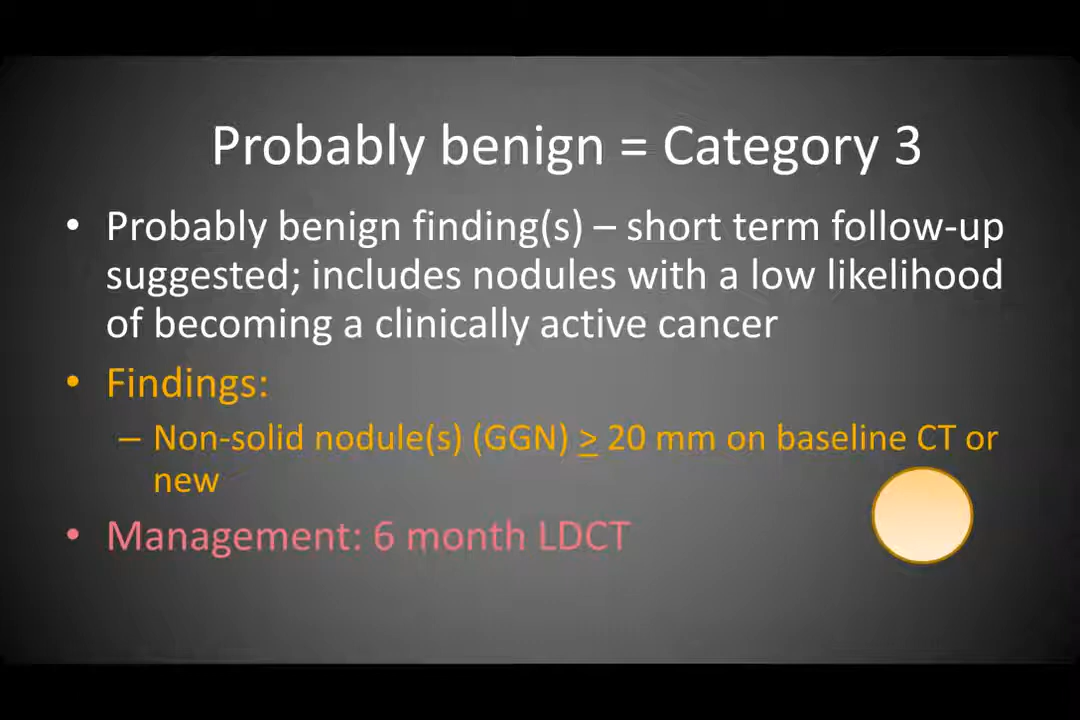 Probably benign = Category 3
• Probably benign finding(s) – short term follow-up
suggested; includes nodules with a low likelihood
of becoming a clinically active cancer
• Findings:
– Non-solid nodule(s) (GGN) ≥ 20 mm on baseline CT or
new
• Management: 6 month LDCT